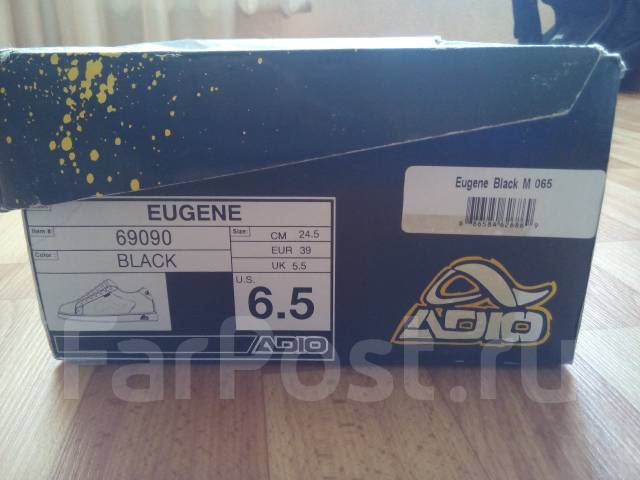 EUGENE
Item #:
69090
Color:
BLACK
Size:
CM 24.5
EUR 39
UK 5.5
U.S.
6.5
ADIO
Eugene Black M 065
ADIO
FarPost.ru